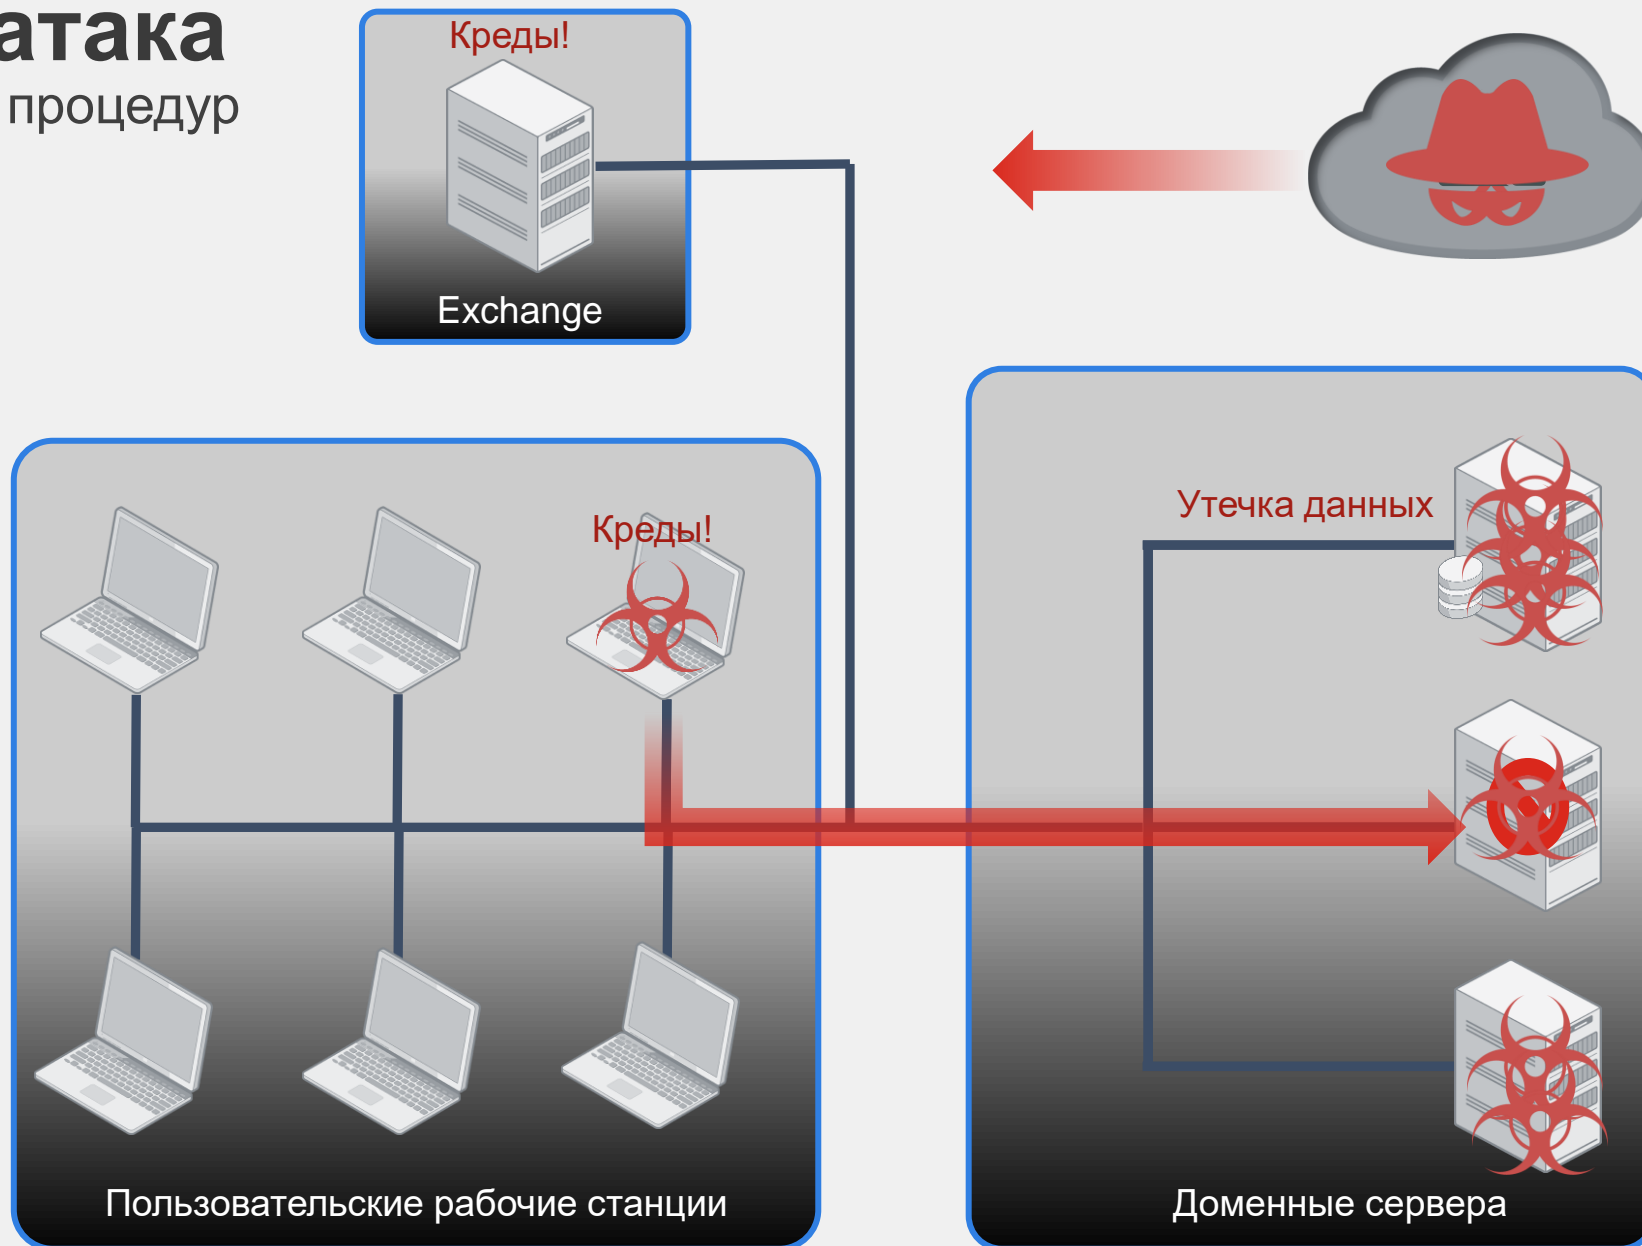 атака
процедур
Креды!
Exchange
Креды!
Утечка данных
Пользовательские рабочие станции
Доменные сервера